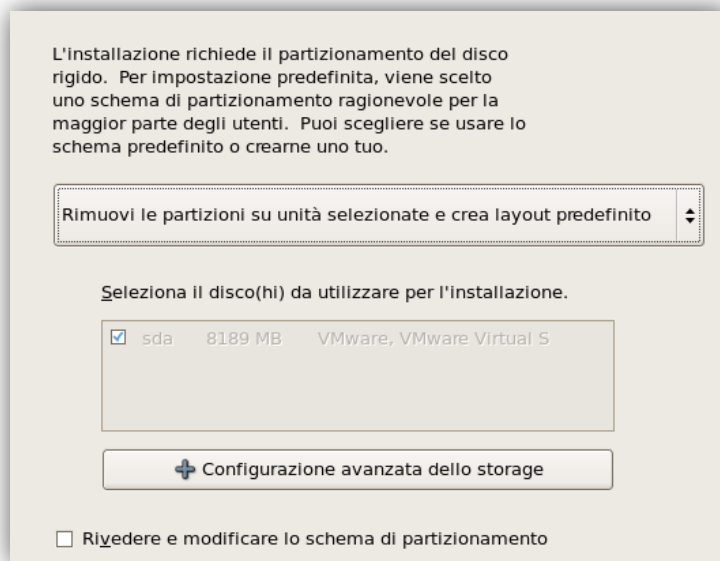 L'installazione richiede il partizionamento del disco
rigido.  Per impostazione predefinita, viene scelto
uno schema di partizionamento ragionevole per la
maggior parte degli utenti.  Puoi scegliere se usare lo
schema predefinito o crearne uno tuo.
Rimuovi le partizioni su unità selezionate e crea layout predefinito
Seleziona il disco(hi) da utilizzare per l'installazione.
sda 8189 MB VMware, VMware Virtual S
Configurazione avanzata dello storage
Rivedere e modificare lo schema di partizionamento